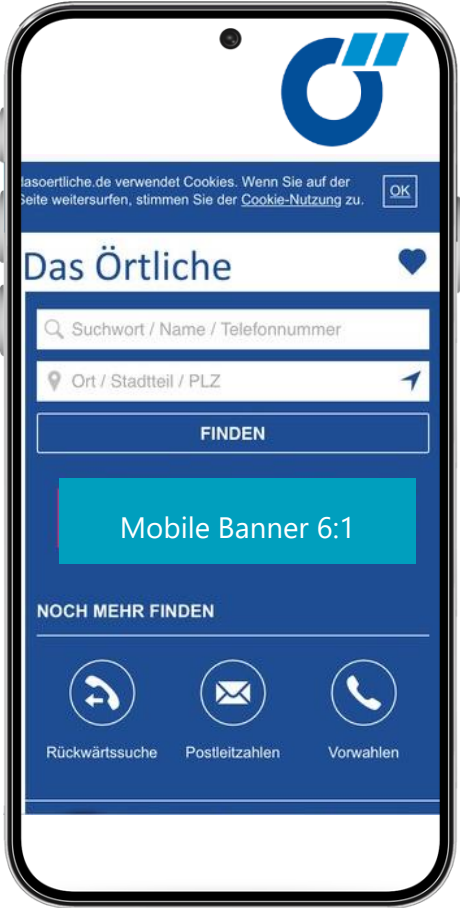 dasoertliche.de verwendet Cookies. Wenn Sie auf der
Seite weitersurfen, stimmen Sie der Cookie-Nutzung zu.
OK
Das Örtliche
Suchwort / Name / Telefonnummer
Ort / Stadtteil / PLZ
FINDEN
Mobile Banner 6:1
NOCH MEHR FINDEN
Rückwärtssuche Postleitzahlen Vorwahlen